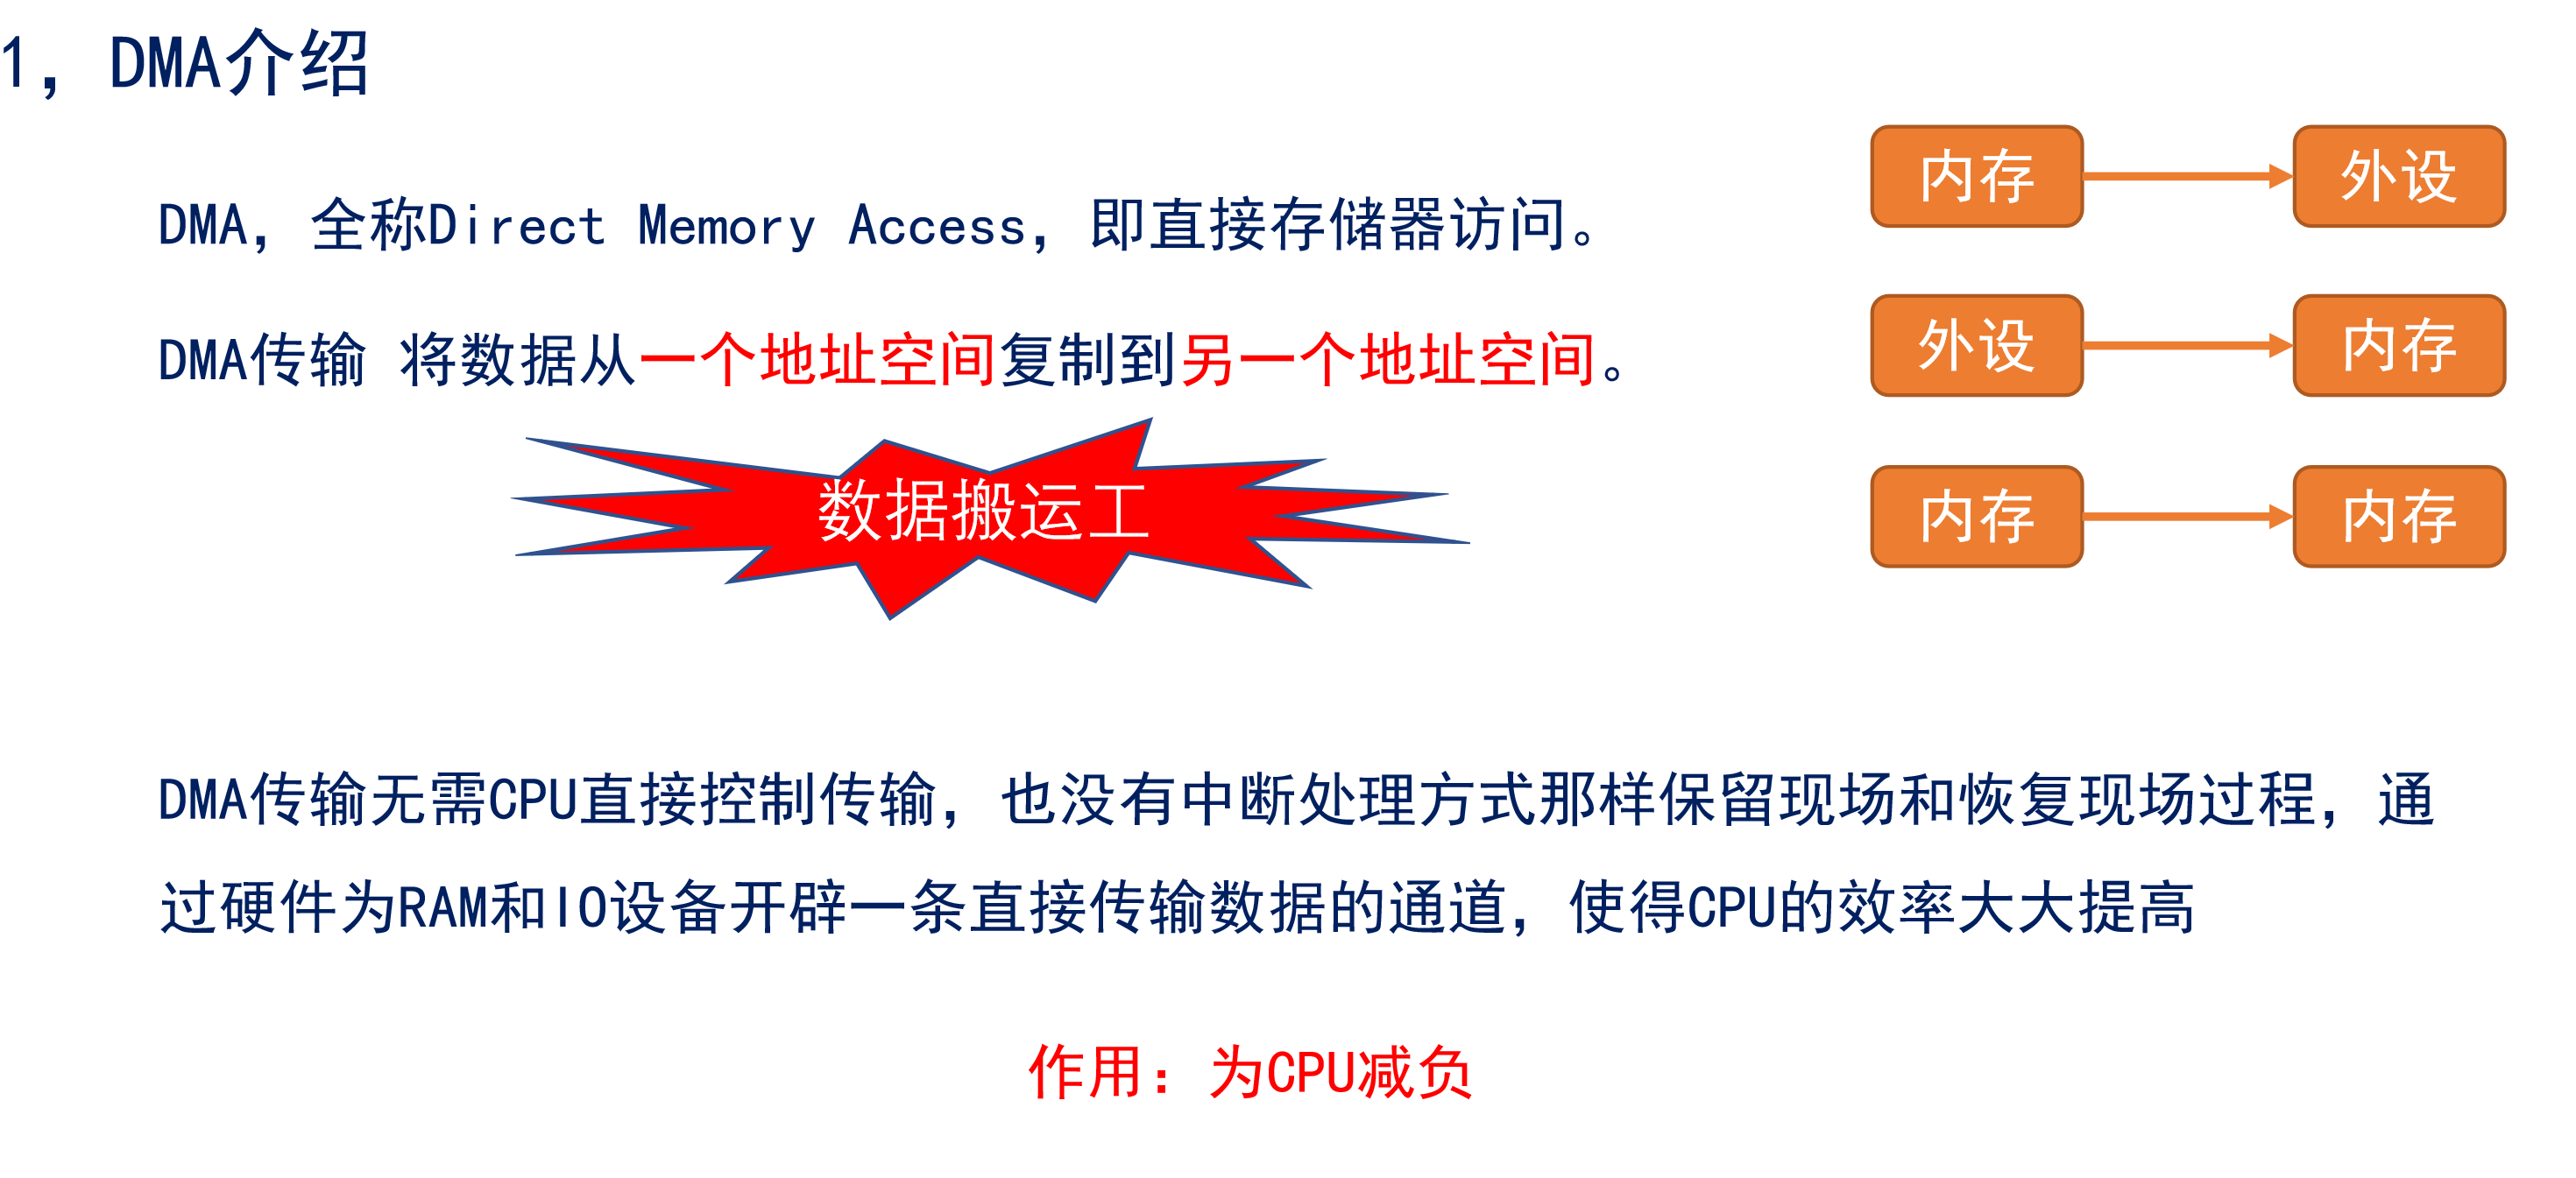 1，DMA介绍
DMA，全称Direct Memory Access，即直接存储器访问。
DMA传输 将数据从一个地址空间复制到另一个地址空间。
数据搬运工
内存 外设
外设 内存
内存 内存
DMA传输无需CPU直接控制传输，也没有中断处理方式那样保留现场和恢复现场过程，通
过硬件为RAM和IO设备开辟一条直接传输数据的通道，使得CPU的效率大大提高
作用：为CPU减负